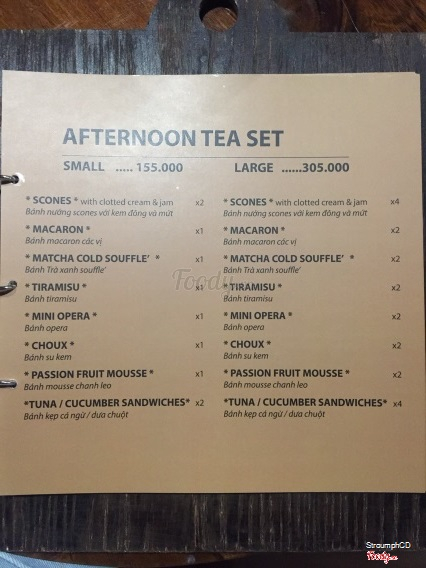 AFTERNOON TEA SET
SMALL ..... 155.000
LARGE ......305.000
* SCONES * with clotted cream & jam x2
Bánh nướng scones với kem đông và mứt
* MACARON * x1
Bánh macaron các vị
* MATCHA COLD SOUFFLE' * x1
Bánh Trà xanh souffle'
* TIRAMISU * x1
Bánh tiramisu
* MINI OPERA * x1
Bánh opera
* CHOUX * x1
Bánh su kem
* PASSION FRUIT MOUSSE * x1
Bánh mousse chanh leo
*TUNA / CUCUMBER SANDWICHES* x2
Bánh kẹp cá ngừ / dưa chuột
* SCONES * with clotted cream & jam x4
Bánh nướng scones với kem đông và mứt
* MACARON * x2
Bánh macaron các vị
* MATCHA COLD SOUFFLE' * x2
Bánh Trà xanh souffle'
* TIRAMISU * x2
Bánh tiramisu
* MINI OPERA * x2
Bánh opera
* CHOUX * x2
Bánh su kem
* PASSION FRUIT MOUSSE * x2
Bánh mousse chanh leo
*TUNA / CUCUMBER SANDWICHES* x4
Bánh kẹp cá ngừ / dưa chuột
Foody
StroumphCD
Foody.vn